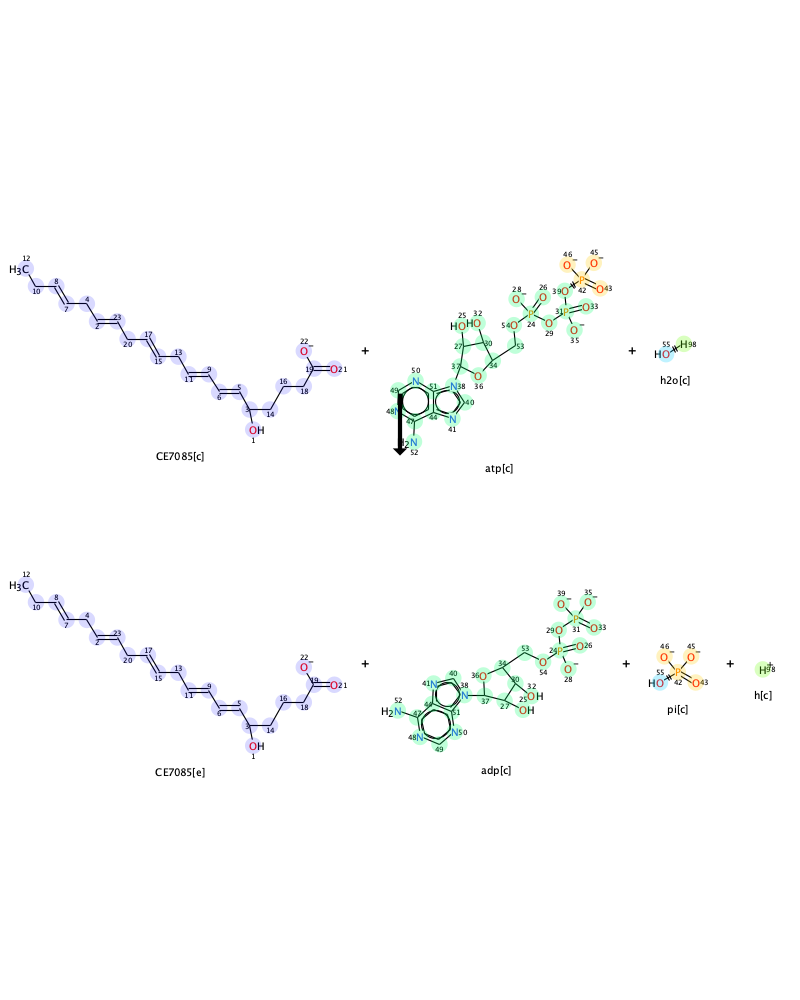 12
H₃C
10
8
7
4
2
23
20
17
15
13
11
9
6
5
3
OH
1
14
16
18
19
22
O⁻
O 21
CE7085[c]
+
46
O⁻
45
O⁻
P
42
O 43
39 O
28
O⁻
26
O
P
24
O
29
31 P
O 33
O⁻
35
54 O
53
25
HO
32
HO
27
30
34
37
O
36
50
N
49
51
N 38
40
N
41
44
48 N
47
H₂N
52
atp[c]
+
55
HO
H 98
h2o[c]
12
H₃C
10
8
7
4
2
23
20
17
15
13
11
9
6
5
3
OH
1
14
16
18
19
22
O⁻
O 21
CE7085[e]
+
39
O⁻
35
O⁻
29
O
P
31
O 33
24 P
O 26
O⁻
28
O
54
53
34
36 O
30
32
OH
25
OH
27
37
40
41 N
38
N
44
51
52
H₂N
47
48 N
N 50
49
adp[c]
+
46
O⁻
45
O⁻
55
HO
P
42
O 43
pi[c]
+
H⁺ 98
h[c]